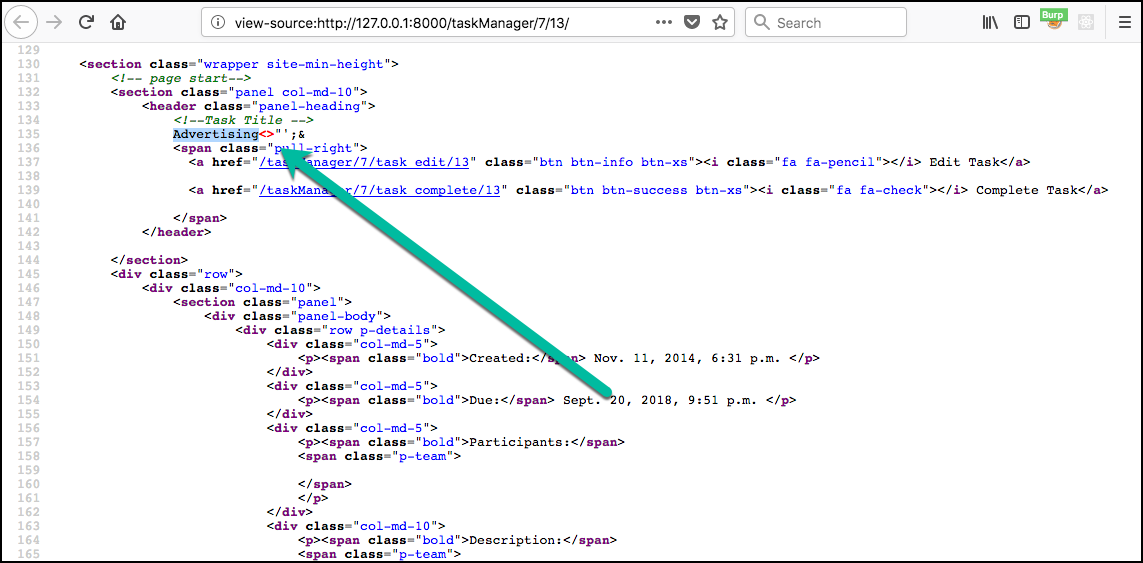 view-source:http://127.0.0.1:8000/taskManager/7/13/
Search
Burp
129
130 <section class="wrapper site-min-height">
131 <!-- page start-->
132 <section class="panel col-md-10">
133 <header class="panel-heading">
134 <!--Task Title -->
135 Advertising<>"';&
136 <span class="pull-right">
137 <a href="/taskManager/7/task_edit/13" class="btn btn-info btn-xs"><i class="fa fa-pencil"></i> Edit Task</a>
138
139 <a href="/taskManager/7/task_complete/13" class="btn btn-success btn-xs"><i class="fa fa-check"></i> Complete Task</a>
140
141 </span>
142 </header>
143
144 </section>
145 <div class="row">
146 <div class="col-md-10">
147 <section class="panel">
148 <div class="panel-body">
149 <div class="row p-details">
150 <div class="col-md-5">
151 <p><span class="bold">Created:</span> Nov. 11, 2014, 6:31 p.m. </p>
152 </div>
153 <div class="col-md-5">
154 <p><span class="bold">Due:</span> Sept. 20, 2018, 9:51 p.m. </p>
155 </div>
156 <div class="col-md-5">
157 <p><span class="bold">Participants:</span>
158 <span class="p-team">
159
160 </span>
161 </p>
162 </div>
163 <div class="col-md-10">
164 <p><span class="bold">Description:</span>
165 <span class="p-team">